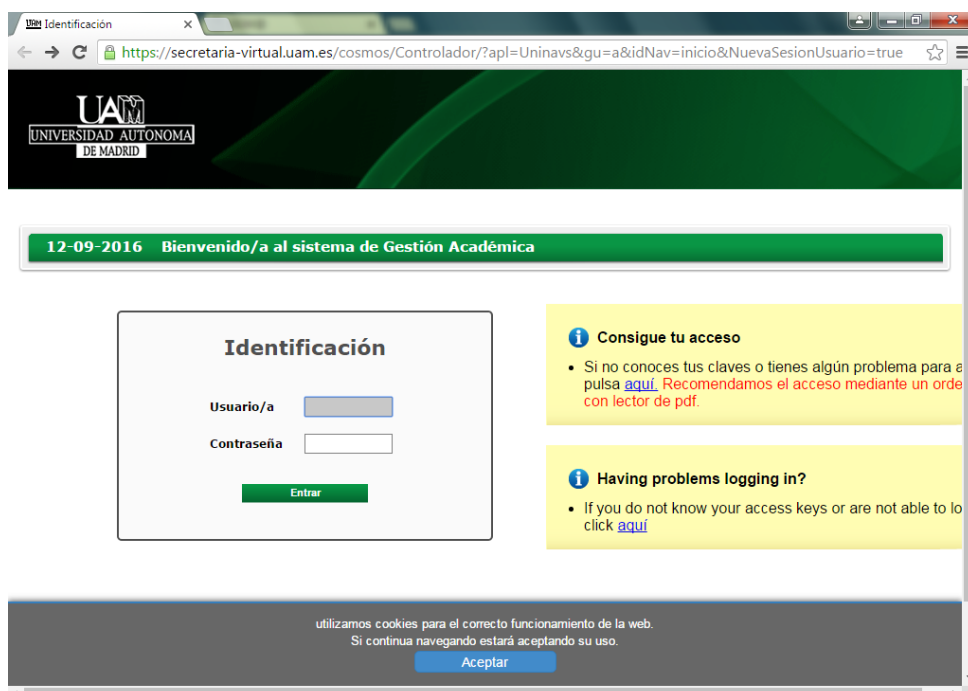 UAM Identificación
https://secretaria-virtual.uam.es/cosmos/Controlador/?apl=Uninavs&gu=a&idNav=inicio&NuevaSesionUsuario=true
UAM
UNIVERSIDAD AUTONOMA
DE MADRID
12-09-2016 Bienvenido/a al sistema de Gestión Académica
Identificación
Usuario/a
Contraseña
Entrar
Consigue tu acceso
• Si no conoces tus claves o tienes algún problema para a
pulsa aquí. Recomendamos el acceso mediante un orde
con lector de pdf.
Having problems logging in?
• If you do not know your access keys or are not able to lo
click aquí
utilizamos cookies para el correcto funcionamiento de la web.
Si continua navegando estará aceptando su uso.
Aceptar